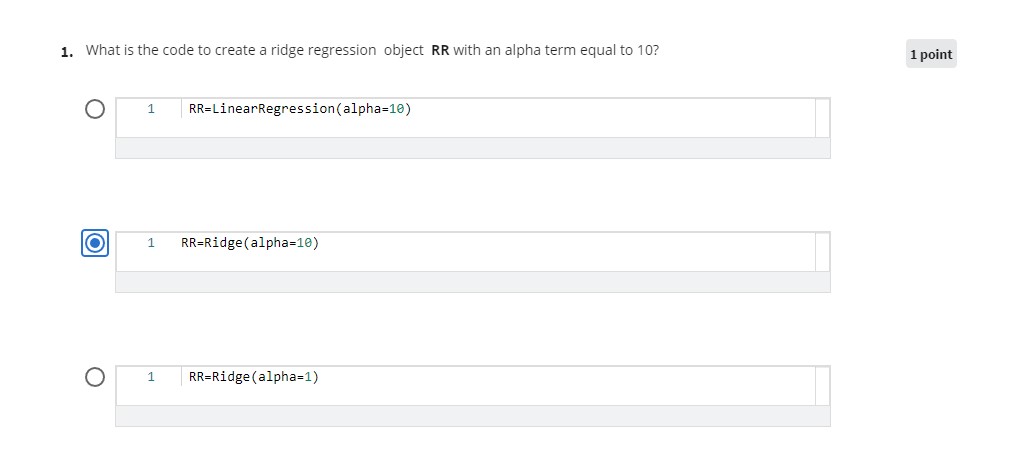 1. What is the code to create a ridge regression object RR with an alpha term equal to 10?
1 point
1 RR=LinearRegression(alpha=10)
1 RR=Ridge(alpha=10)
1 RR=Ridge(alpha=1)